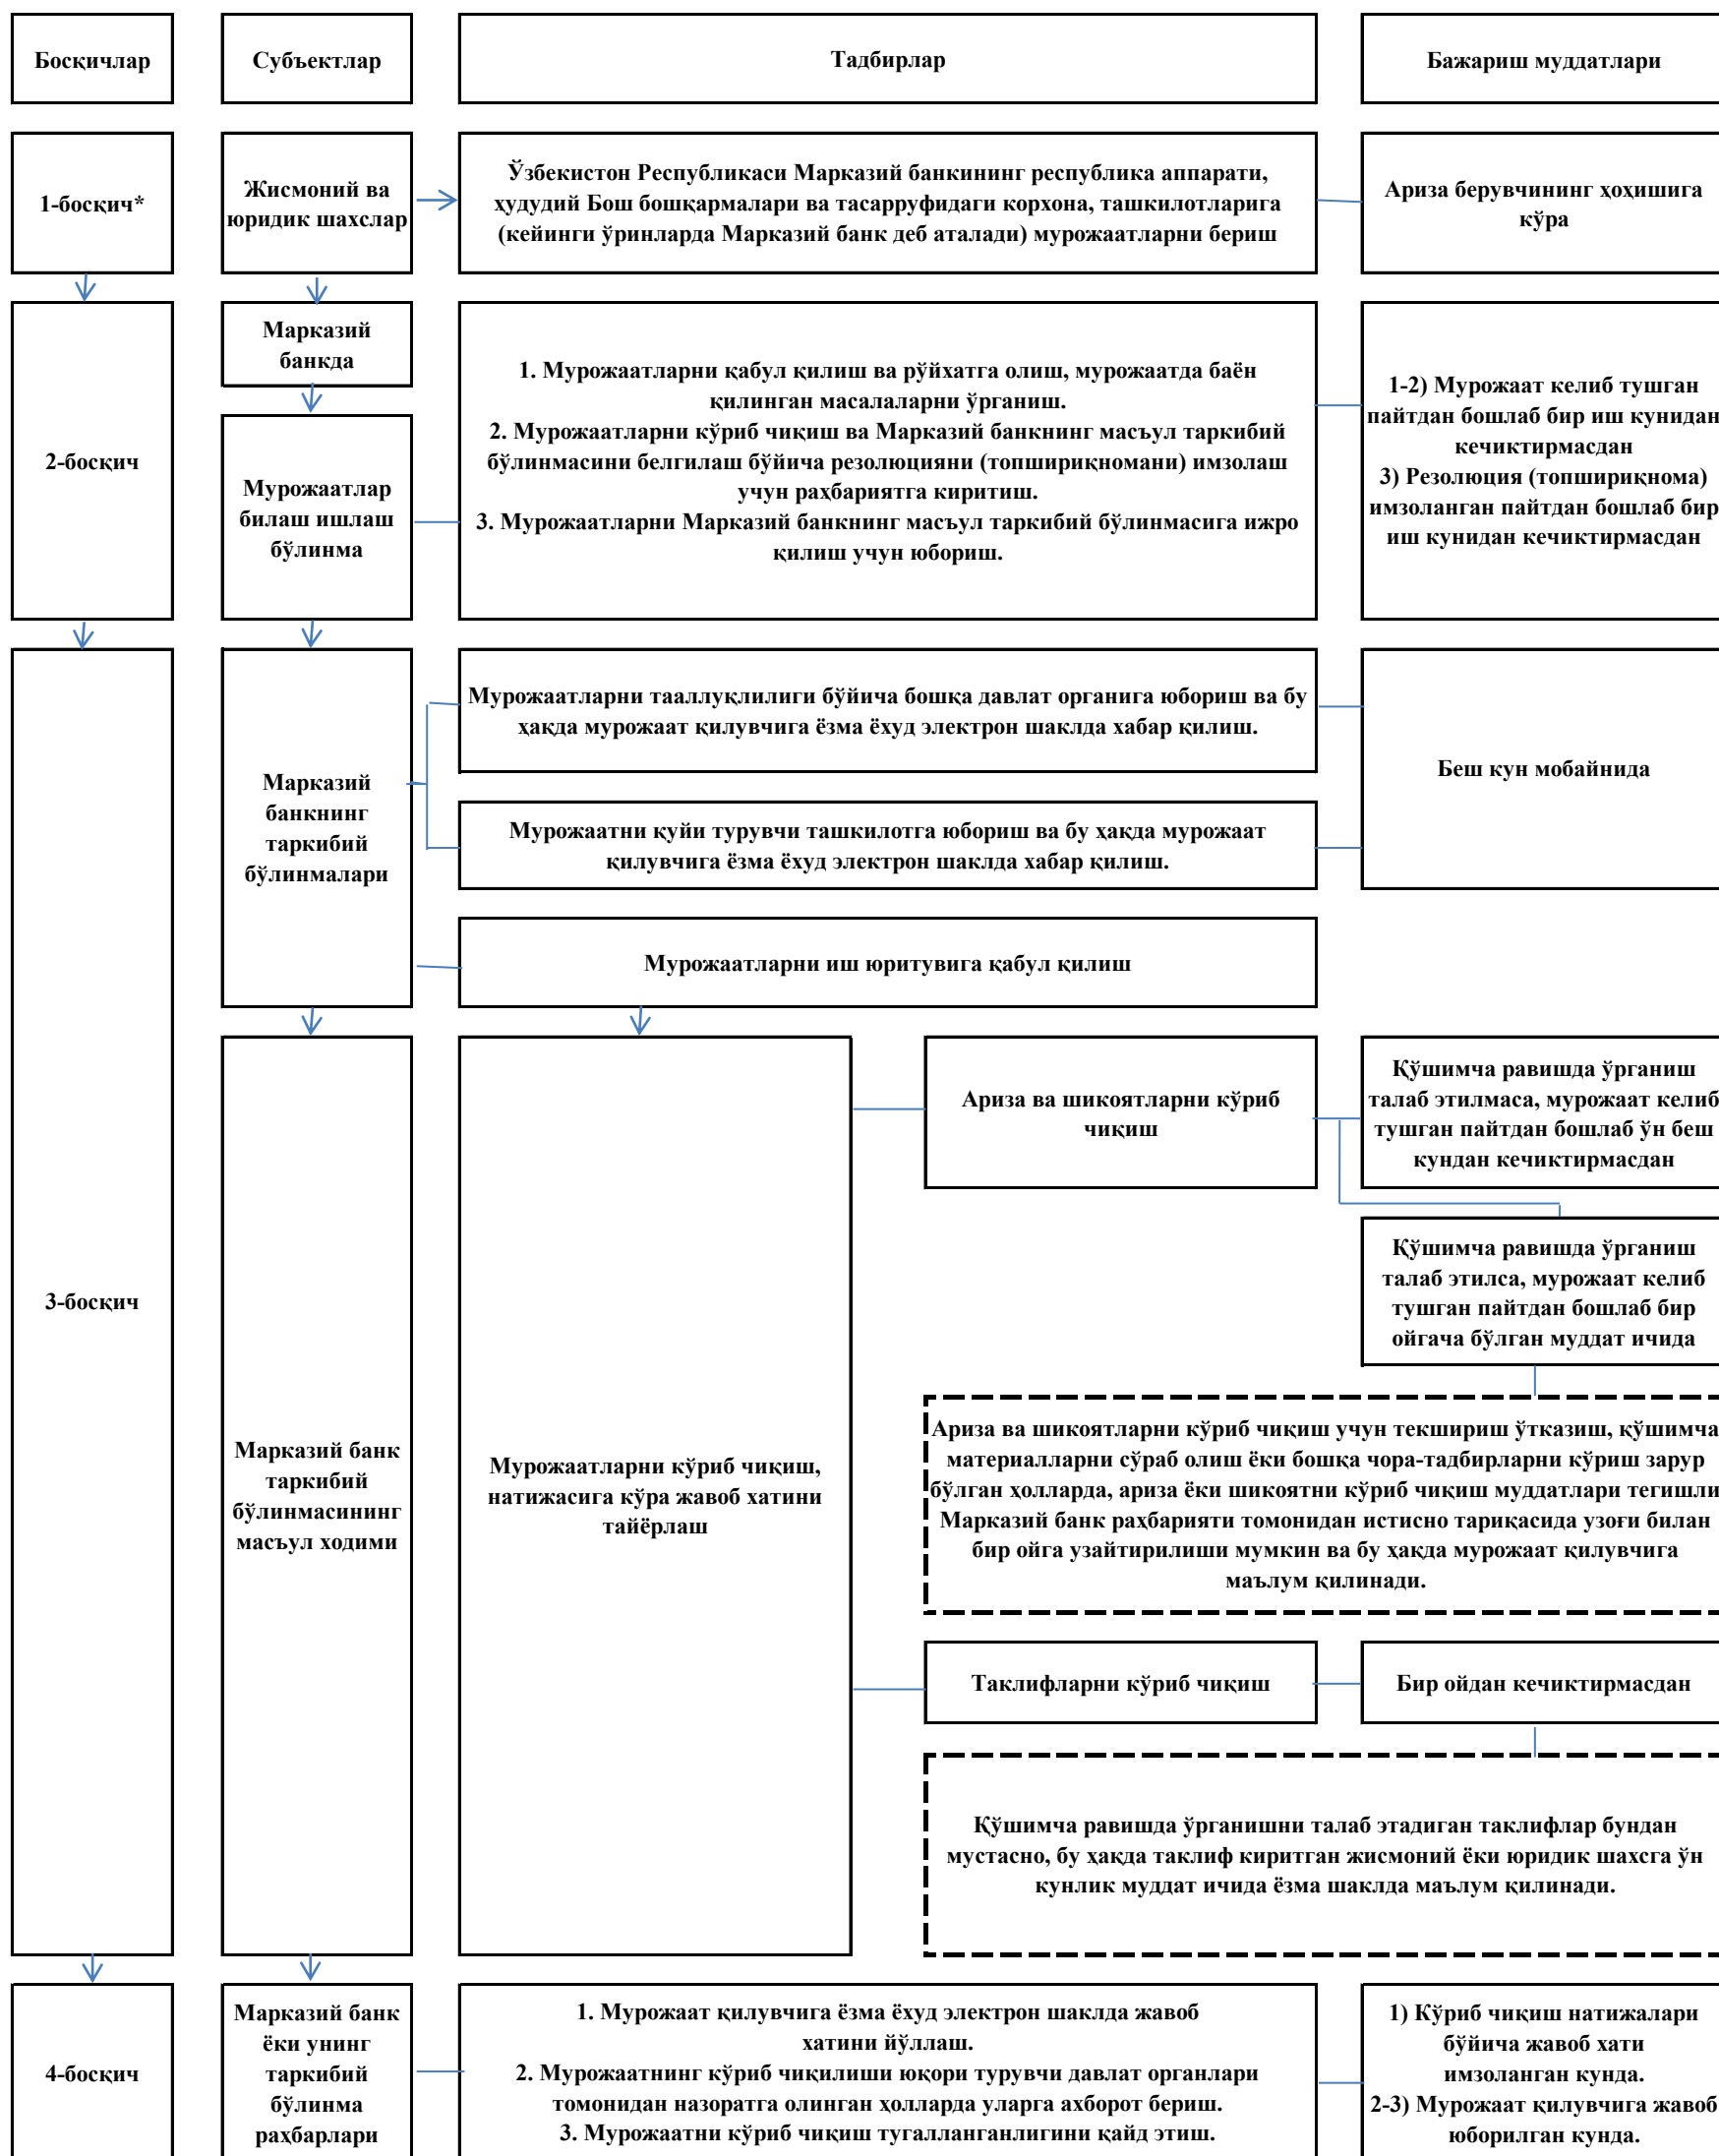 Босқичлар
Субъектлар
Тадбирлар
Бажариш муддатлари
1-босқич*
Жисмоний ва
юридик шахслар
Ўзбекистон Республикаси Марказий банкининг республика аппарати,
ҳудудий Бош бошқармалари ва тасарруфидаги корхона, ташкилотларига
(кейинги ўринларда Марказий банк деб аталади) мурожаатларни бериш
Ариза берувчининг ҳоҳишига
кўра
2-босқич
Марказий
банкда
Мурожаатлар
билаш ишлаш
бўлинма
1. Мурожаатларни қабул қилиш ва рўйхатга олиш, мурожаатда баён
қилинган масалаларни ўрганиш.
2. Мурожаатларни кўриб чиқиш ва Марказий банкнинг масъул таркибий
бўлинмасини белгилаш бўйича резолюцияни (топшириқномани) имзолаш
учун раҳбариятга киритиш.
3. Мурожаатларни Марказий банкнинг масъул таркибий бўлинмасига ижро
қилиш учун юбориш.
1-2) Мурожаат келиб тушган
пайтдан бошлаб бир иш кунидан
кечиктирмасдан
3) Резолюция (топшириқнома)
имзоланган пайтдан бошлаб бир
иш кунидан кечиктирмасдан
3-босқич
Марказий
банкнинг
таркибий
бўлинмалари
Мурожаатларни тааллуқлилиги бўйича бошқа давлат органига юбориш ва бу
ҳақда мурожаат қилувчига ёзма ёхуд электрон шаклда хабар қилиш.
Мурожаатни қуйи турувчи ташкилотга юбориш ва бу ҳақда мурожаат
қилувчига ёзма ёхуд электрон шаклда хабар қилиш.
Беш кун мобайнида
Мурожаатларни иш юритувига қабул қилиш
Марказий банк
таркибий
бўлинмасининг
масъул ходими
Мурожаатларни кўриб чиқиш,
натижасига кўра жавоб хатини
тайёрлаш
Ариза ва шикоятларни кўриб
чиқиш
Қўшимча равишда ўрганиш
талаб этилмаса, мурожаат келиб
тушган пайтдан бошлаб ўн беш
кундан кечиктирмасдан
Қўшимча равишда ўрганиш
талаб этилса, мурожаат келиб
тушган пайтдан бошлаб бир
ойгача бўлган муддат ичида
Ариза ва шикоятларни кўриб чиқиш учун текшириш ўтказиш, қўшимча
материалларни сўраб олиш ёки бошқа чора-тадбирларни кўриш зарур
бўлган ҳолларда, ариза ёки шикоятни кўриб чиқиш муддатлари тегишли
Марказий банк раҳбарияти томонидан истисно тариқасида узоғи билан
бир ойга узайтирилиши мумкин ва бу ҳақда мурожаат қилувчига
маълум қилинади.
Таклифларни кўриб чиқиш
Бир ойдан кечиктирмасдан
Қўшимча равишда ўрганишни талаб этадиган таклифлар бундан
мустасно, бу ҳақда таклиф киритган жисмоний ёки юридик шахсга ўн
кунлик муддат ичида ёзма шаклда маълум қилинади.
4-босқич
Марказий банк
ёки унинг
таркибий
бўлинма
раҳбарлари
1. Мурожаат қилувчига ёзма ёхуд электрон шаклда жавоб
хатини йўллаш.
2. Мурожаатнинг кўриб чиқилиши юқори турувчи давлат органлари
томонидан назоратга олинган ҳолларда уларга ахборот бериш.
3. Мурожаатни кўриб чиқиш тугалланганлигини қайд этиш.
1) Кўриб чиқиш натижалари
бўйича жавоб хати
имзоланган кунда.
2-3) Мурожаат қилувчига жавоб
юборилган кунда.